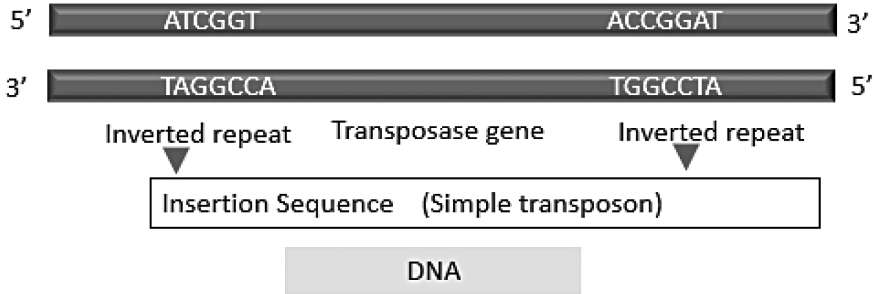 5’ ATCGGT ACCGGAT 3’
3’ TAGGCCA TGGCCTA 5’
Inverted repeat Transposase gene Inverted repeat
Insertion Sequence (Simple transposon)
DNA